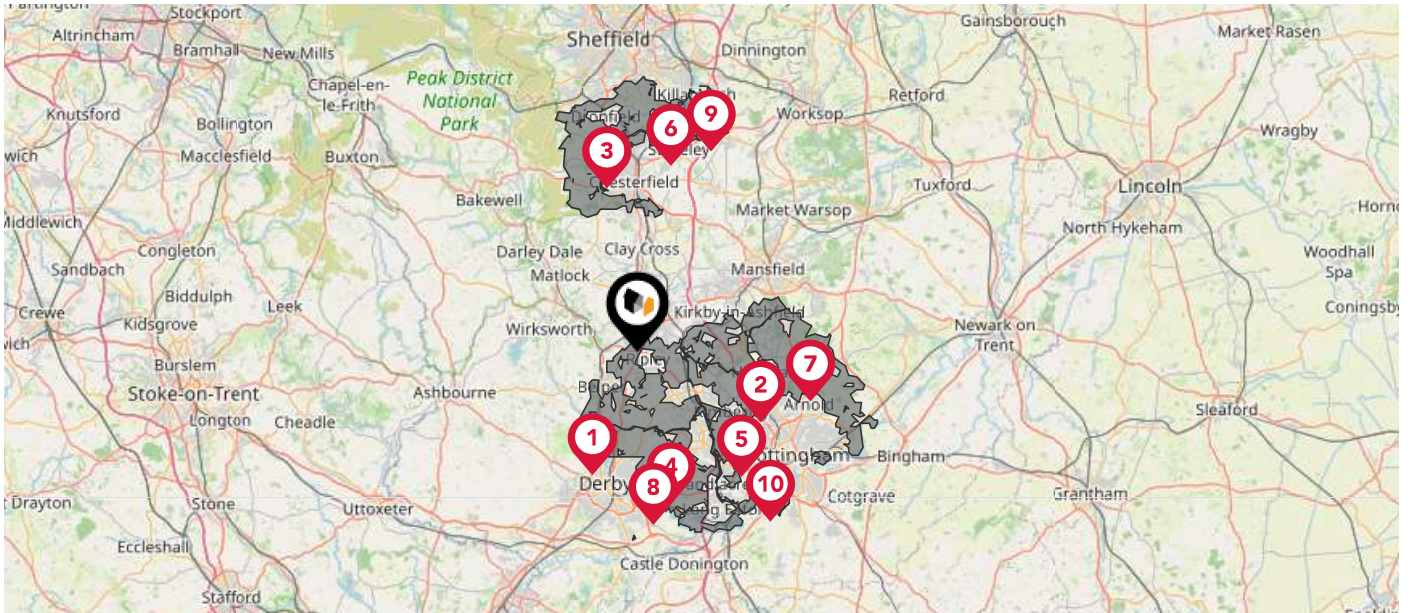 Partington
Stockport
Gainsborough
Altrincham
Sheffield
Market Rasen
Bramhall
New Mills
Dinnington
Peak District
National
Park
Chapel-en-
le-Frith
Retford
Knutsford
Bollington
Dronfield
Worksop
6
9
Wragby
wich
Macclesfield
Buxton
3
Chesterfield
Tuxford
Lincoln
Bakewell
Market Warsop
Middlewich
North Hykeham
Congleton
Darley Dale
Clay Cross
Woodhall
Spa
Sandbach
Matlock
Mansfield
Biddulph
Leek
Crewe
Kidsgrove
Wirksworth
Kirkby-in-Ashfield
Newark on
Trent
wich
Burslem
Ripley
7
Stoke-on-Trent
Ashbourne
2
Arnold
Sleaford
Longton
Cheadle
1
5
Bingham
4
Derby
8
10
t Drayton
Stone
Uttoxeter
Cotgrave
Grantham
Eccleshall
Castle Donington
Stafford